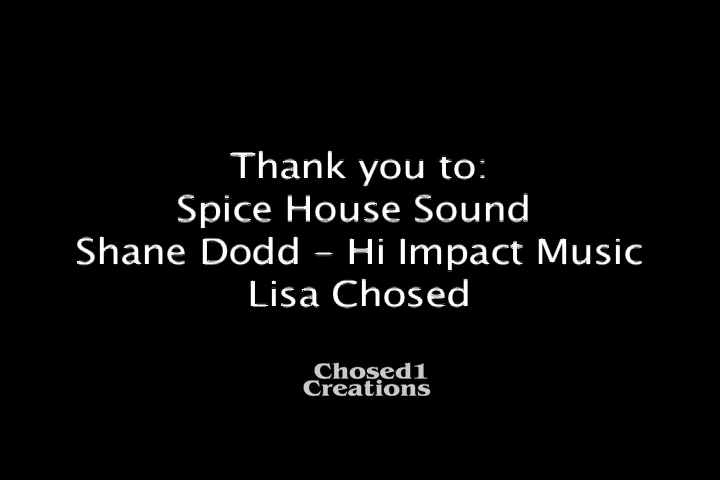 Thank you to:
Spice House Sound
Shane Dodd - Hi Impact Music
Lisa Chosed
Chosed1
Creations